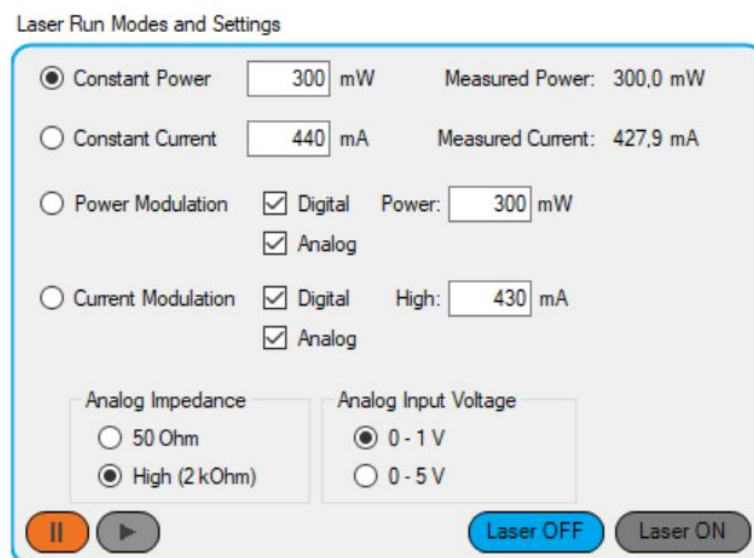 Laser Run Modes and Settings
Constant Power 300 mW Measured Power: 300,0 mW
Constant Current 440 mA Measured Current: 427,9 mA
Power Modulation Digital Power: 300 mW
Analog
Current Modulation Digital High: 430 mA
Analog
Analog Impedance Analog Input Voltage
50 Ohm 0 - 1 V
High (2 kOhm) 0 - 5 V
Laser OFF Laser ON